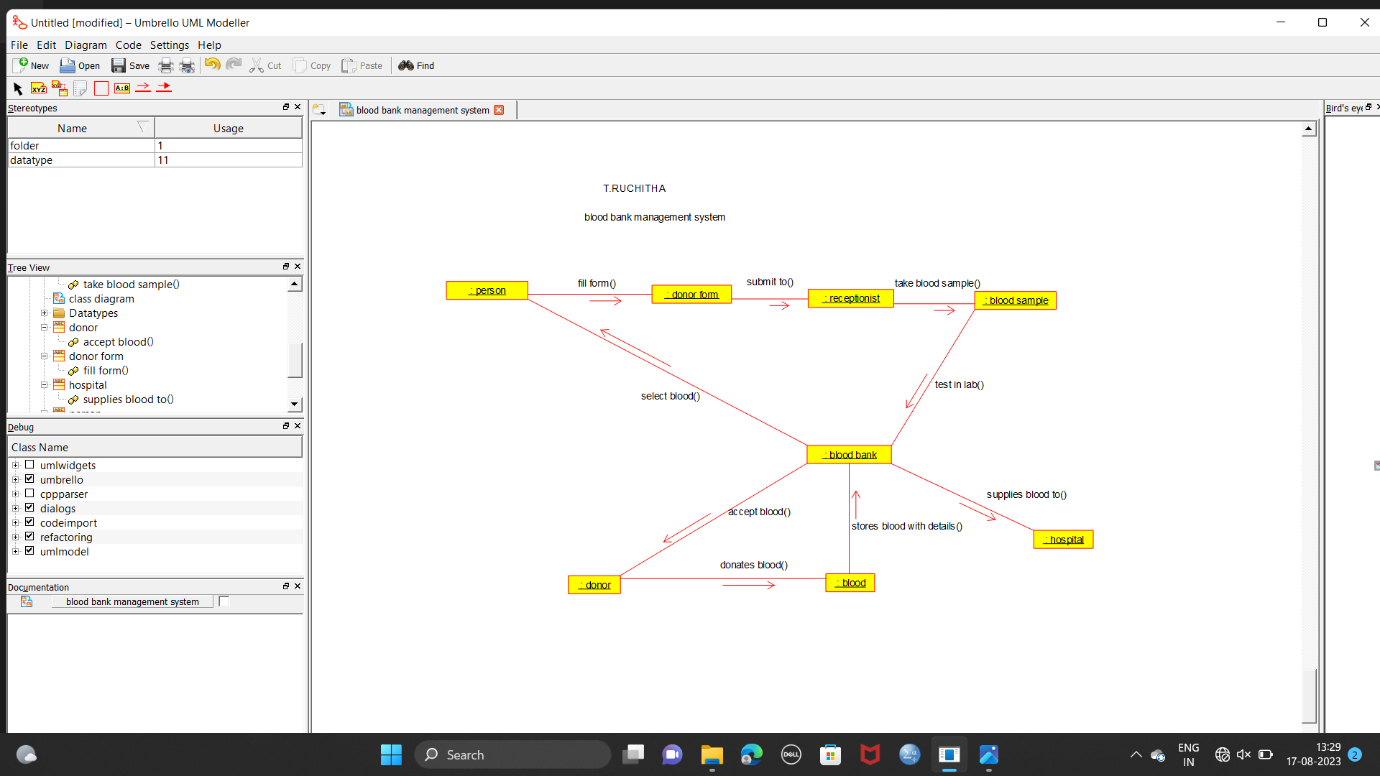 Untitled [modified] – Umbrello UML Modeller
File Edit Diagram Code Settings Help
New Open Save Cut Copy Paste Find
XYZ A:B
Stereotypes
Name Usage
folder 1
datatype 11
Tree View
take blood sample()
class diagram
Datatypes
donor
accept blood()
donor form
fill form()
hospital
supplies blood to()
Debug
Class Name
umlwidgets
umbrello
cppparser
dialogs
codeimport
refactoring
umlmodel
Documentation
blood bank management system
blood bank management system
Bird's eye
T.RUCHITHA
blood bank management system
: person
fill form()
: donor form
submit to()
: receptionist
take blood sample()
: blood sample
select blood()
test in lab()
: blood bank
supplies blood to()
accept blood()
stores blood with details()
: hospital
donates blood()
: donor
: blood
Search
DELL
ENG
IN
13:29
17-08-2023
2